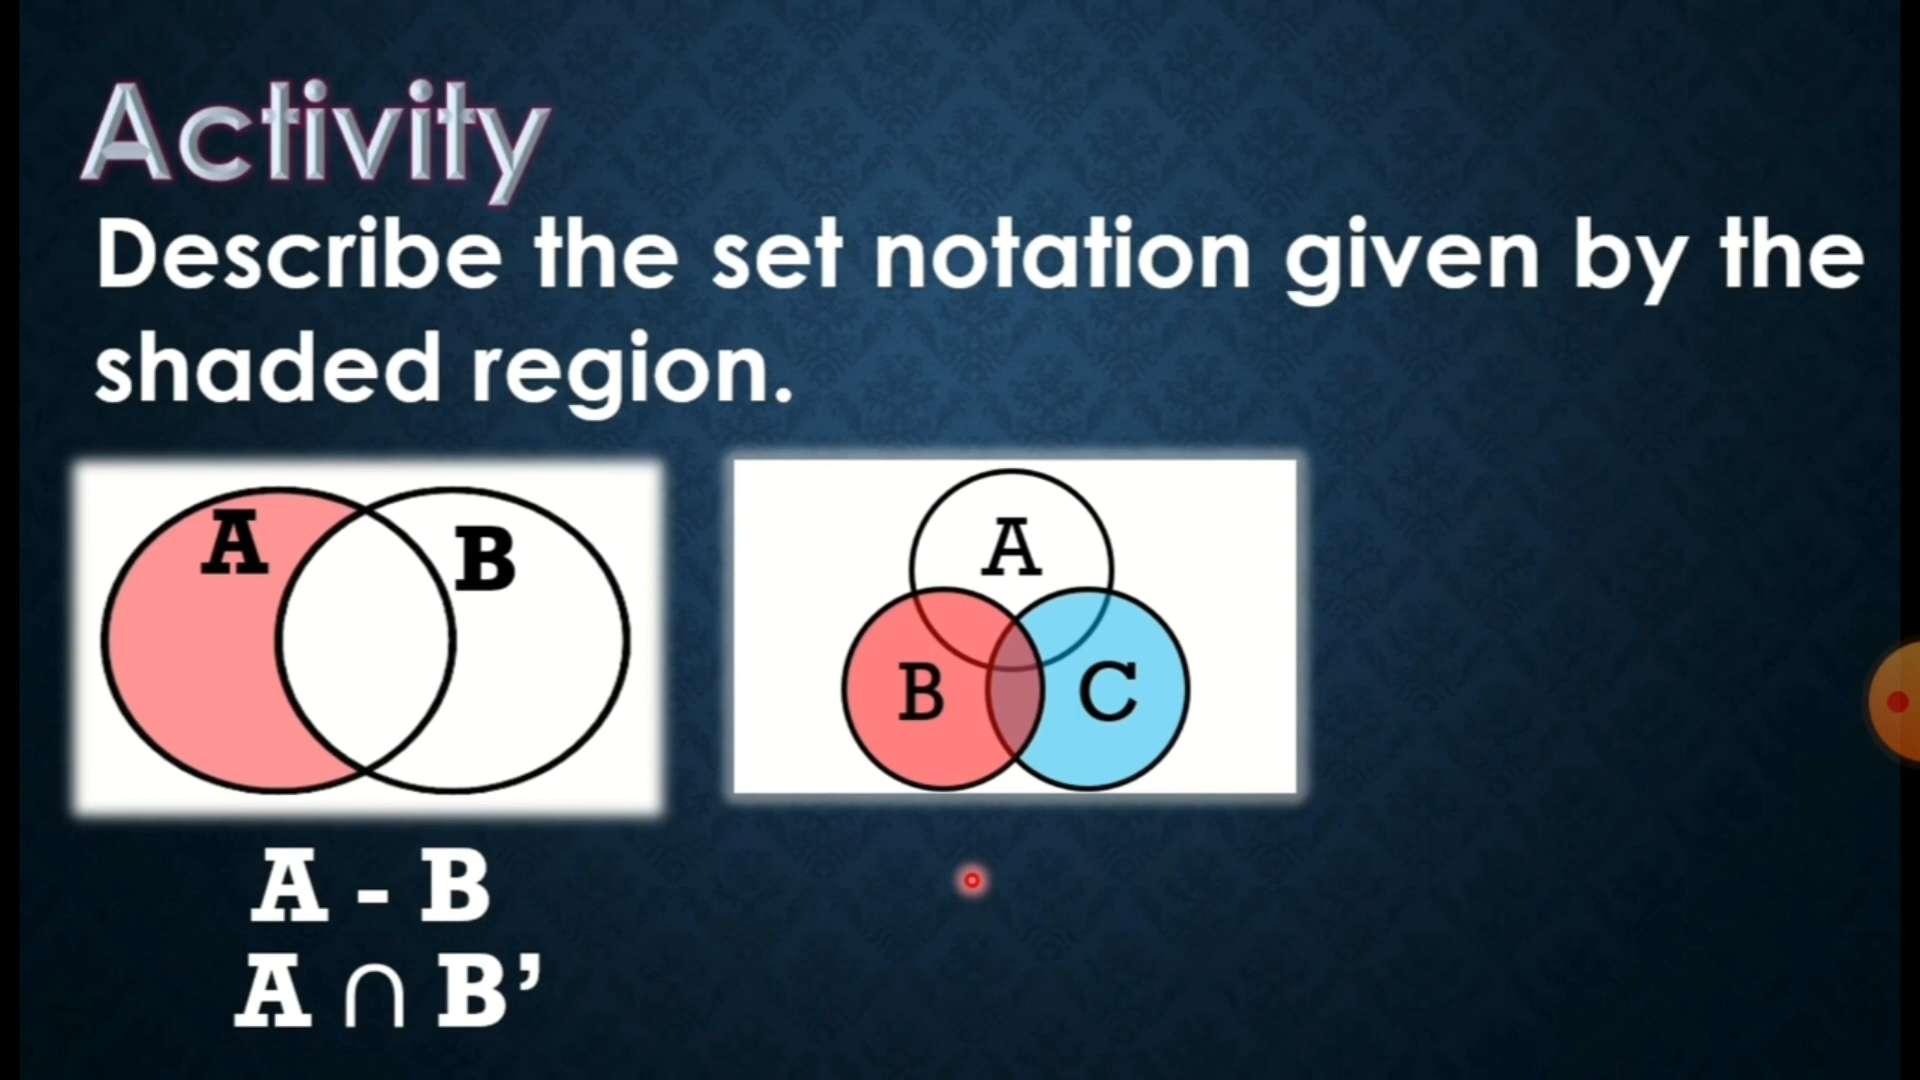 Activity
Describe the set notation given by the
shaded region.
A
B
A
B
C
A - B
A ∩ B’